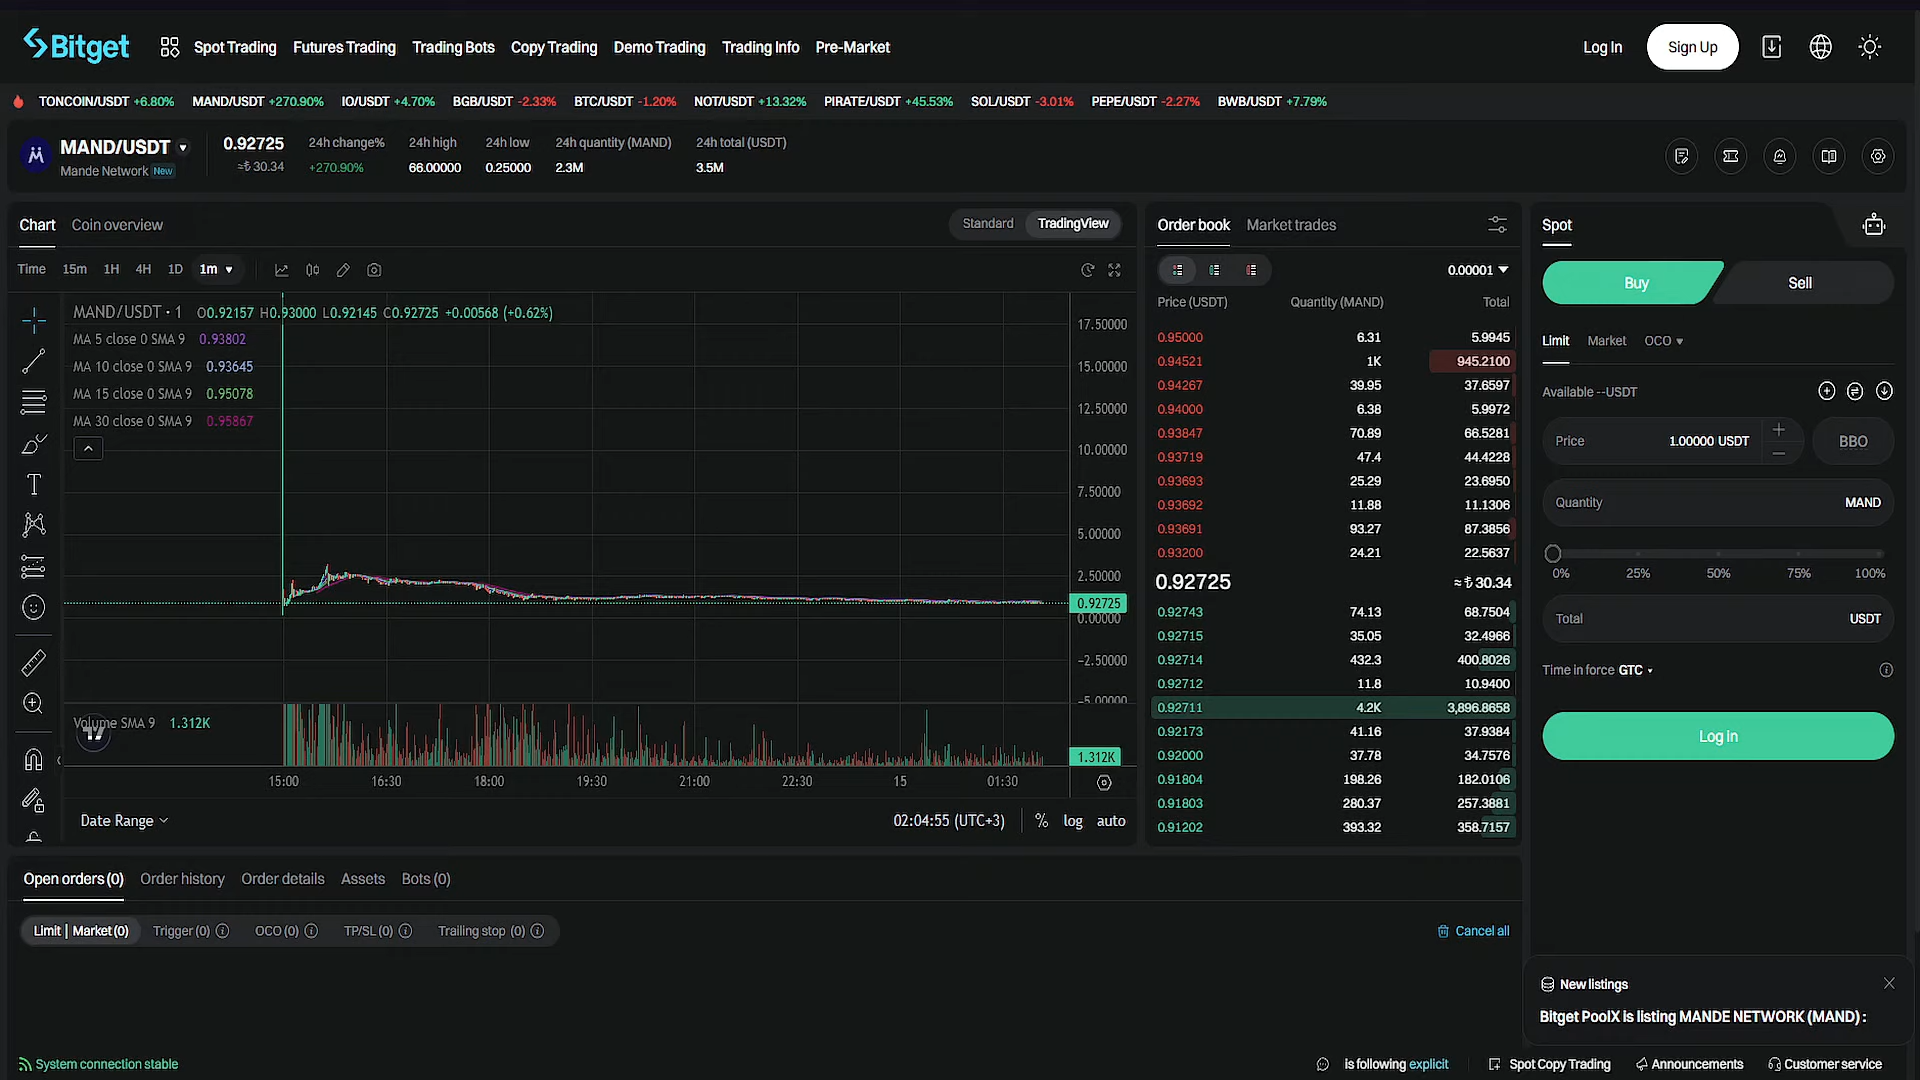 Bitget Spot Trading Futures Trading Trading Bots Copy Trading Demo Trading Trading Info Pre-Market Log In Sign Up
TONCOIN/USDT +6.80% MAND/USDT +270.90% IO/USDT +4.70% BGB/USDT -2.33% BTC/USDT -1.20% NOT/USDT +13.32% PIRATE/USDT +45.53% SOL/USDT -3.01% PEPE/USDT -2.27% BWB/USDT +7.79%
MAND/USDT 0.92725 24h change% 24h high 24h low 24h quantity (MAND) 24h total (USDT)
Mande Network New ≈₺ 30.34 +270.90% 66.00000 0.25000 2.3M 3.5M
Chart Coin overview Standard TradingView
Time 15m 1H 4H 1D 1m
MAND/USDT · 1 O0.92157 H0.93000 L0.92145 C0.92725 +0.00568 (+0.62%)
MA 5 close 0 SMA 9 0.93802
MA 10 close 0 SMA 9 0.93645
MA 15 close 0 SMA 9 0.95078
MA 30 close 0 SMA 9 0.95867
17.50000
15.00000
12.50000
10.00000
7.50000
5.00000
2.50000
0.92725
0.00000
-2.50000
-5.00000
Volume SMA 9 1.312K
1.312K
15:00 16:30 18:00 19:30 21:00 22:30 15 01:30
Date Range 02:04:55 (UTC+3) % log auto
Order book Market trades
0.00001
Price (USDT) Quantity (MAND) Total
0.95000 6.31 5.9945
0.94521 1K 945.2100
0.94267 39.95 37.6597
0.94000 6.38 5.9972
0.93847 70.89 66.5281
0.93719 47.4 44.4228
0.93693 25.29 23.6950
0.93692 11.88 11.1306
0.93691 93.27 87.3856
0.93200 24.21 22.5637
0.92725 ≈₺ 30.34
0.92743 74.13 68.7504
0.92715 35.05 32.4966
0.92714 432.3 400.8026
0.92712 11.8 10.9400
0.92711 4.2K 3,896.8658
0.92173 41.16 37.9384
0.92000 37.78 34.7576
0.91804 198.26 182.0106
0.91803 280.37 257.3881
0.91202 393.32 358.7157
Spot
Buy Sell
Limit Market OCO
Available --USDT
Price 1.00000 USDT BBO
Quantity MAND
0% 25% 50% 75% 100%
Total USDT
Time in force GTC
Log In
Open orders (0) Order history Order details Assets Bots (0)
Limit | Market (0) Trigger (0) OCO (0) TP/SL (0) Trailing stop (0) Cancel all
New listings
Bitget PoolX is listing MANDE NETWORK (MAND) :
System connection stable is following explicit Spot Copy Trading Announcements Customer service